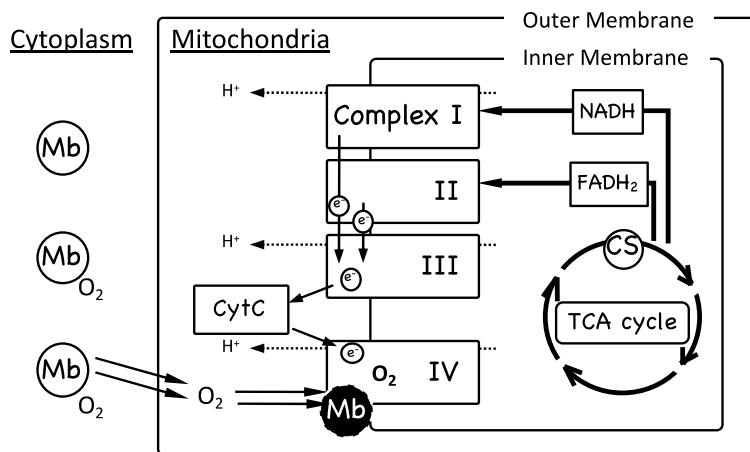 Outer Membrane
Cytoplasm
Mitochondria
Inner Membrane
H⁺
Complex I
NADH
Mb
II
FADH₂
e⁻
e⁻
H⁺
CS
Mb
O₂
III
e⁻
CytC
TCA cycle
H⁺
e⁻
Mb
O₂
O₂
O₂
IV
Mb